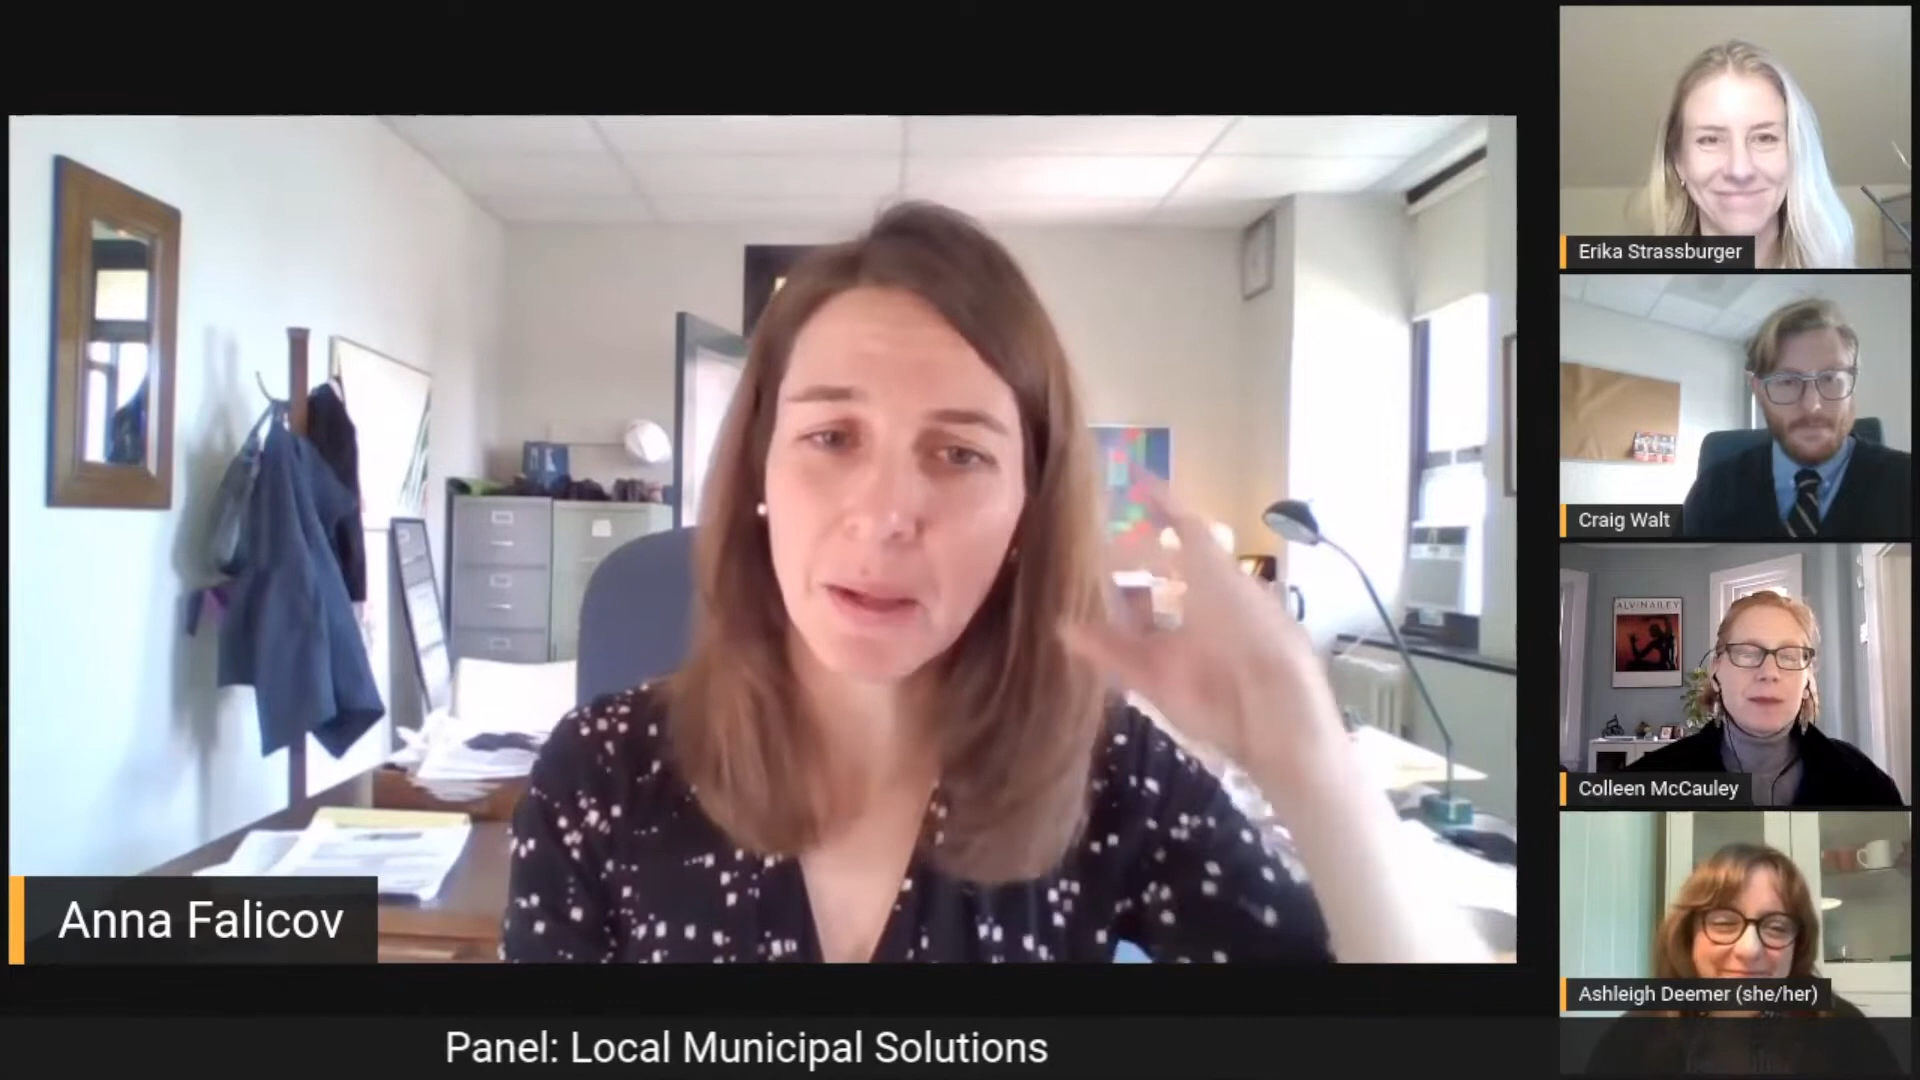 Erika Strassburger
Craig Walt
ALVIN AILEY
Colleen McCauley
Anna Falicov
Ashleigh Deemer (she/her)
Panel: Local Municipal Solutions